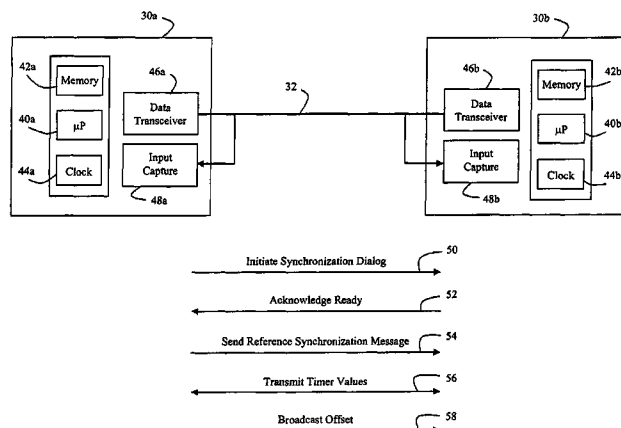 30a
30b
42a
Memory
46a
32
46b
Memory
42b
Data
Transceiver
Data
Transceiver
40a
µP
µP
40b
Input
Capture
Input
Capture
44a
Clock
Clock
44b
48a
48b
Initiate Synchronization Dialog
50
Acknowledge Ready
52
Send Reference Synchronization Message
54
Transmit Timer Values
56
Broadcast Offset
58